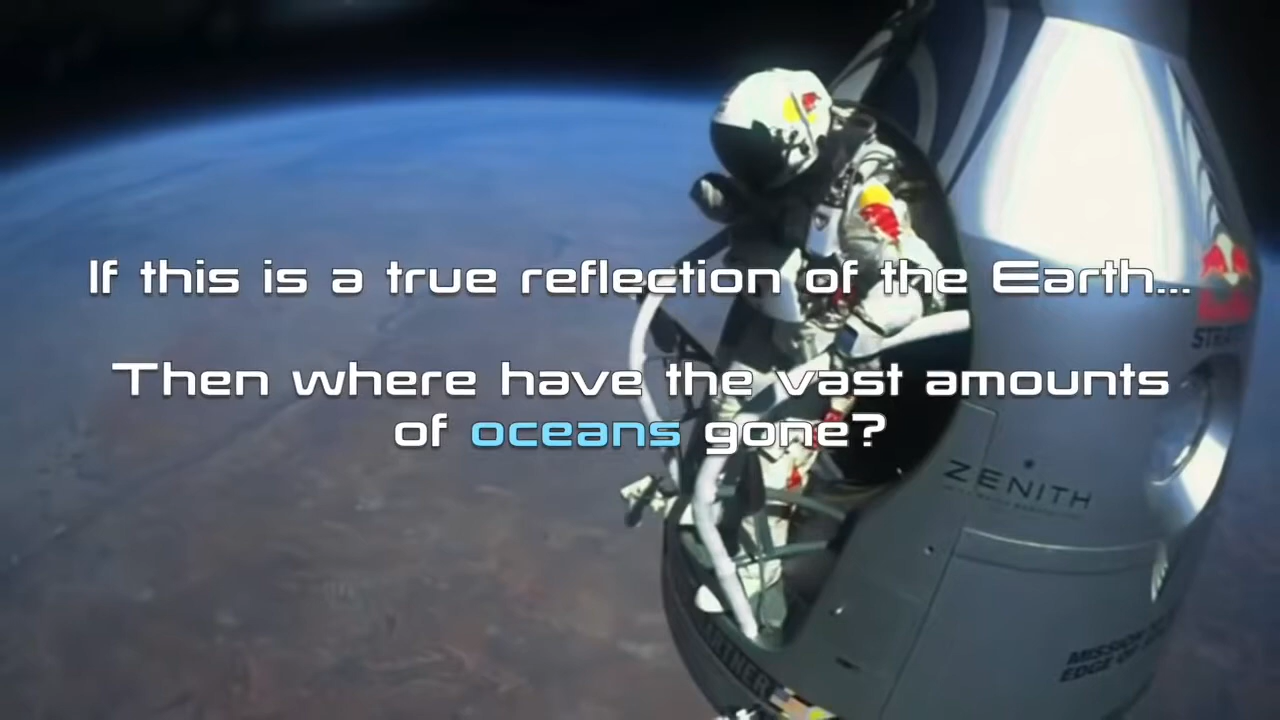 If this is a true reflection of the Earth...
Then where have the vast amounts
of oceans gone?
ZENITH